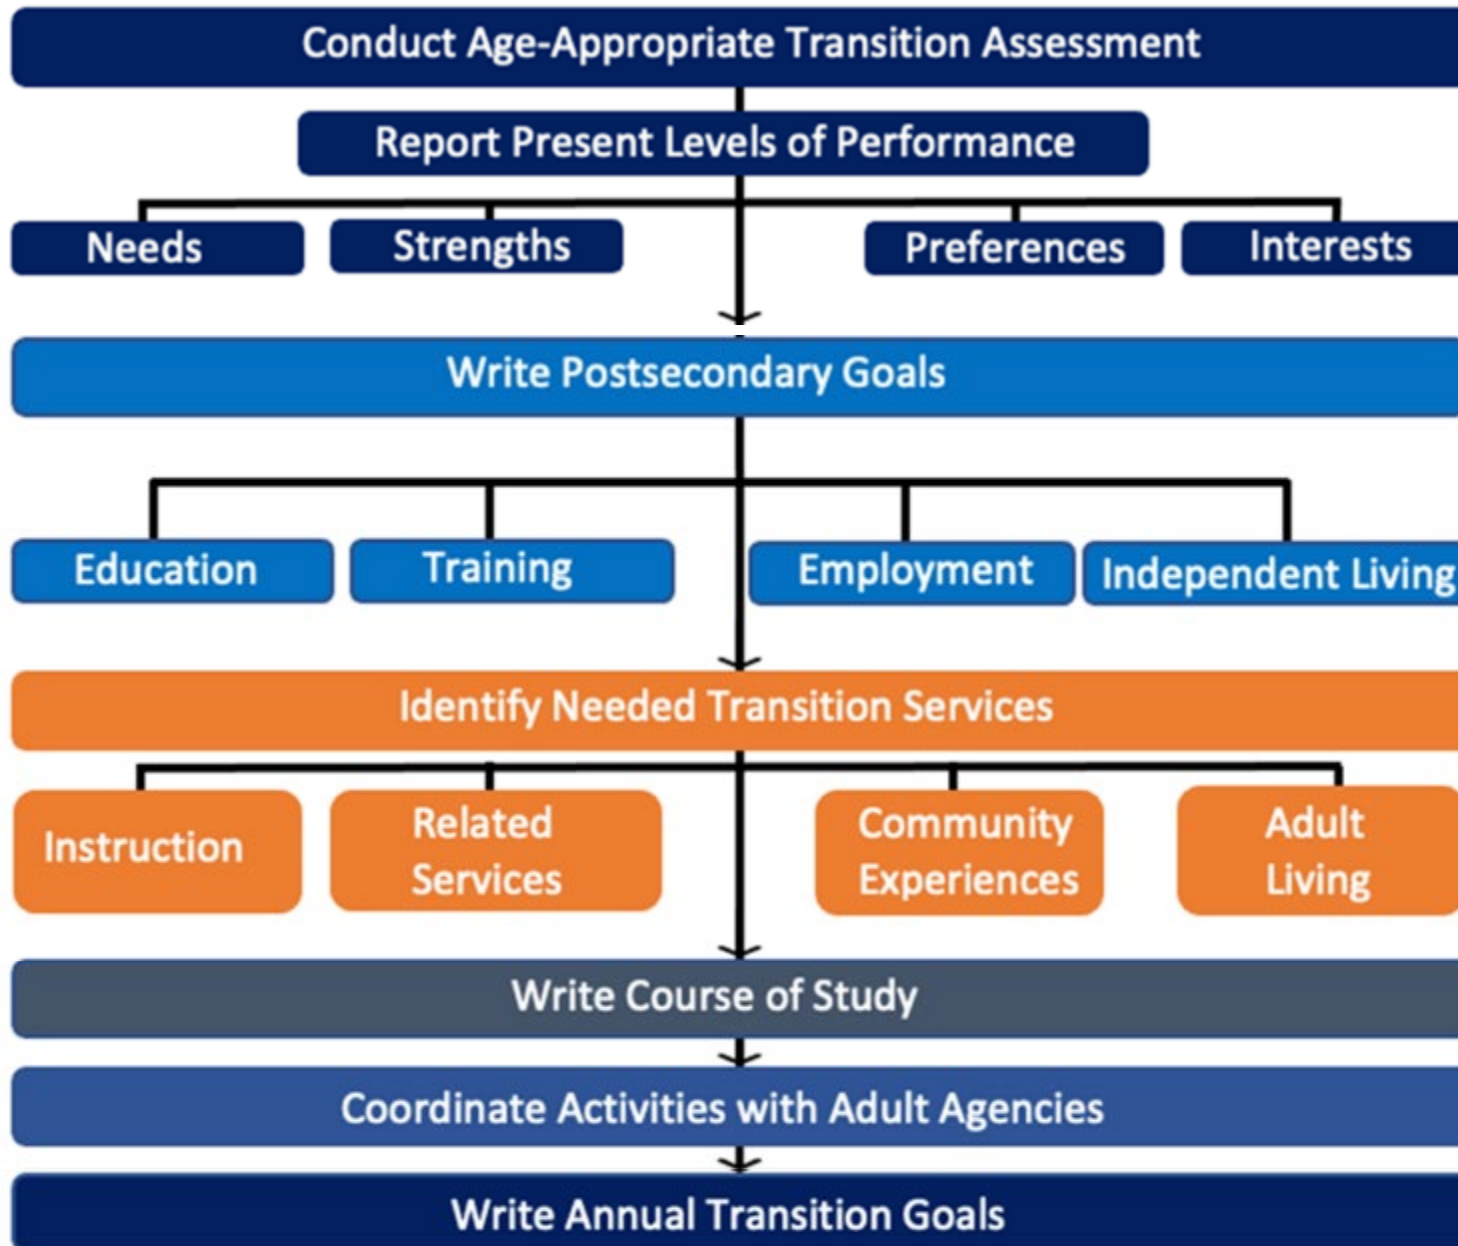 Conduct Age-Appropriate Transition Assessment
Report Present Levels of Performance
Needs
Strengths
Preferences
Interests
Write Postsecondary Goals
Education
Training
Employment
Independent Living
Identify Needed Transition Services
Instruction
Related
Services
Community
Experiences
Adult
Living
Write Course of Study
Coordinate Activities with Adult Agencies
Write Annual Transition Goals